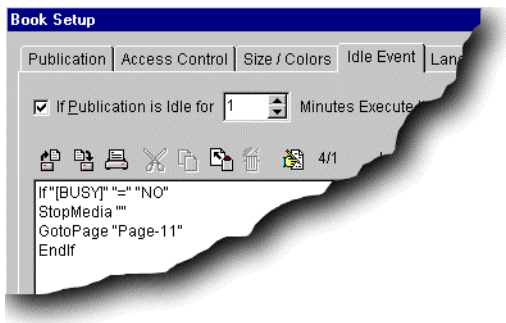 Book Setup
Publication Access Control Size / Colors Idle Event
If Publication is Idle for 1 Minutes Execute
4/1
If "[BUSY]" "=" "NO"
StopMedia ""
GotoPage "Page-11"
EndIf